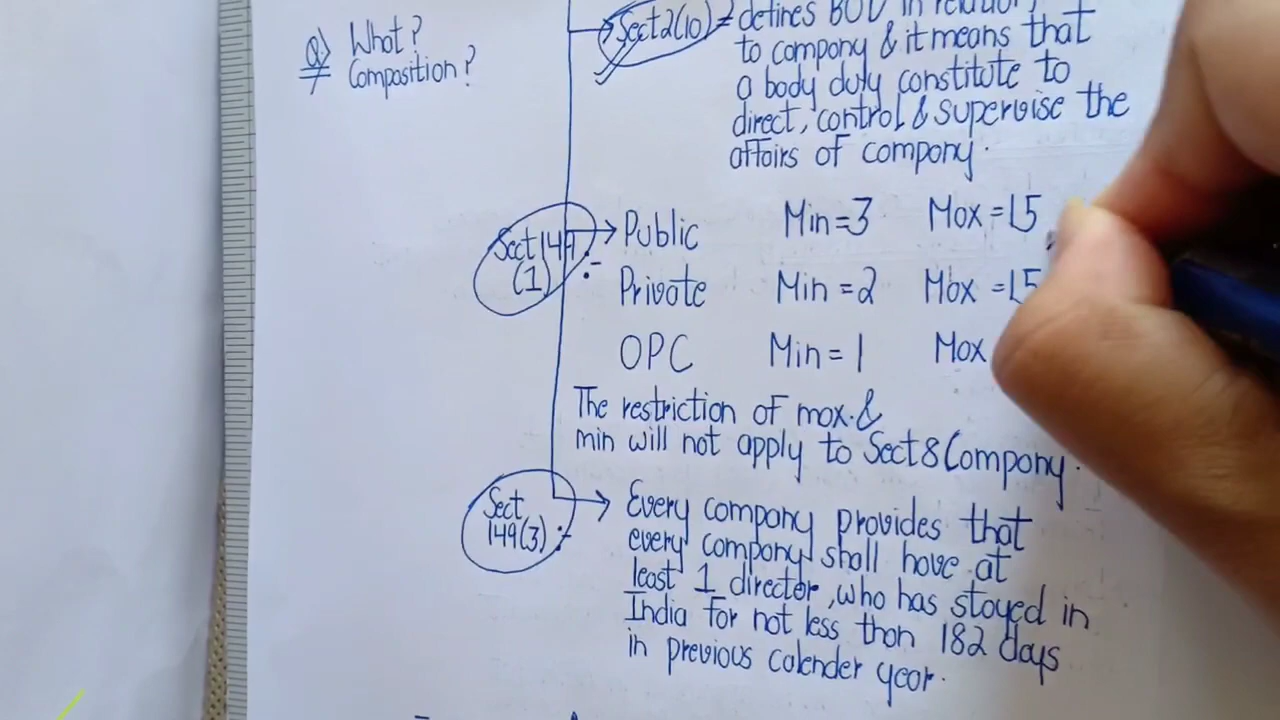 Q) What?
Composition?
Sect 2(10) = defines BOD in relation
to company & it means that
a body duly constitute to
direct, control & supervise the
affairs of company.
Sect 149
(1) :-
Public Min = 3 Max = 15
Private Min = 2 Max = 15
OPC Min = 1 Max
The restriction of max. &
min will not apply to Sect 8 Company.
Sect
149(3) :-
Every company provides that
every company shall have at
least 1 director, who has stayed in
India for not less than 182 days
in previous calender year.